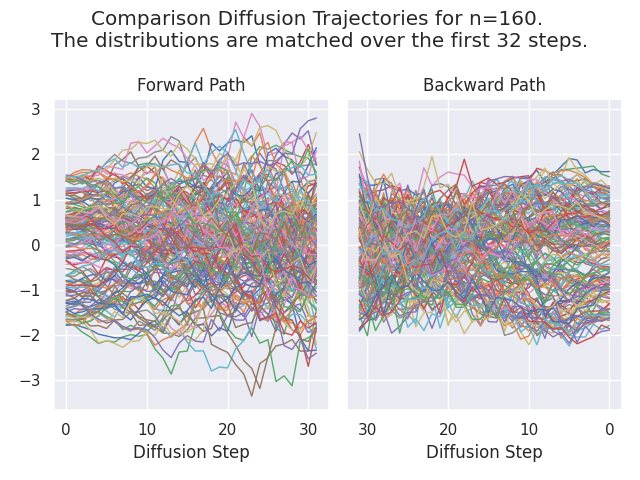 Comparison Diffusion Trajectories for n=160.
The distributions are matched over the first 32 steps.
Forward Path
Backward Path
3
2
1
0
−1
−2
−3
0 10 20 30
30 20 10 0
Diffusion Step
Diffusion Step